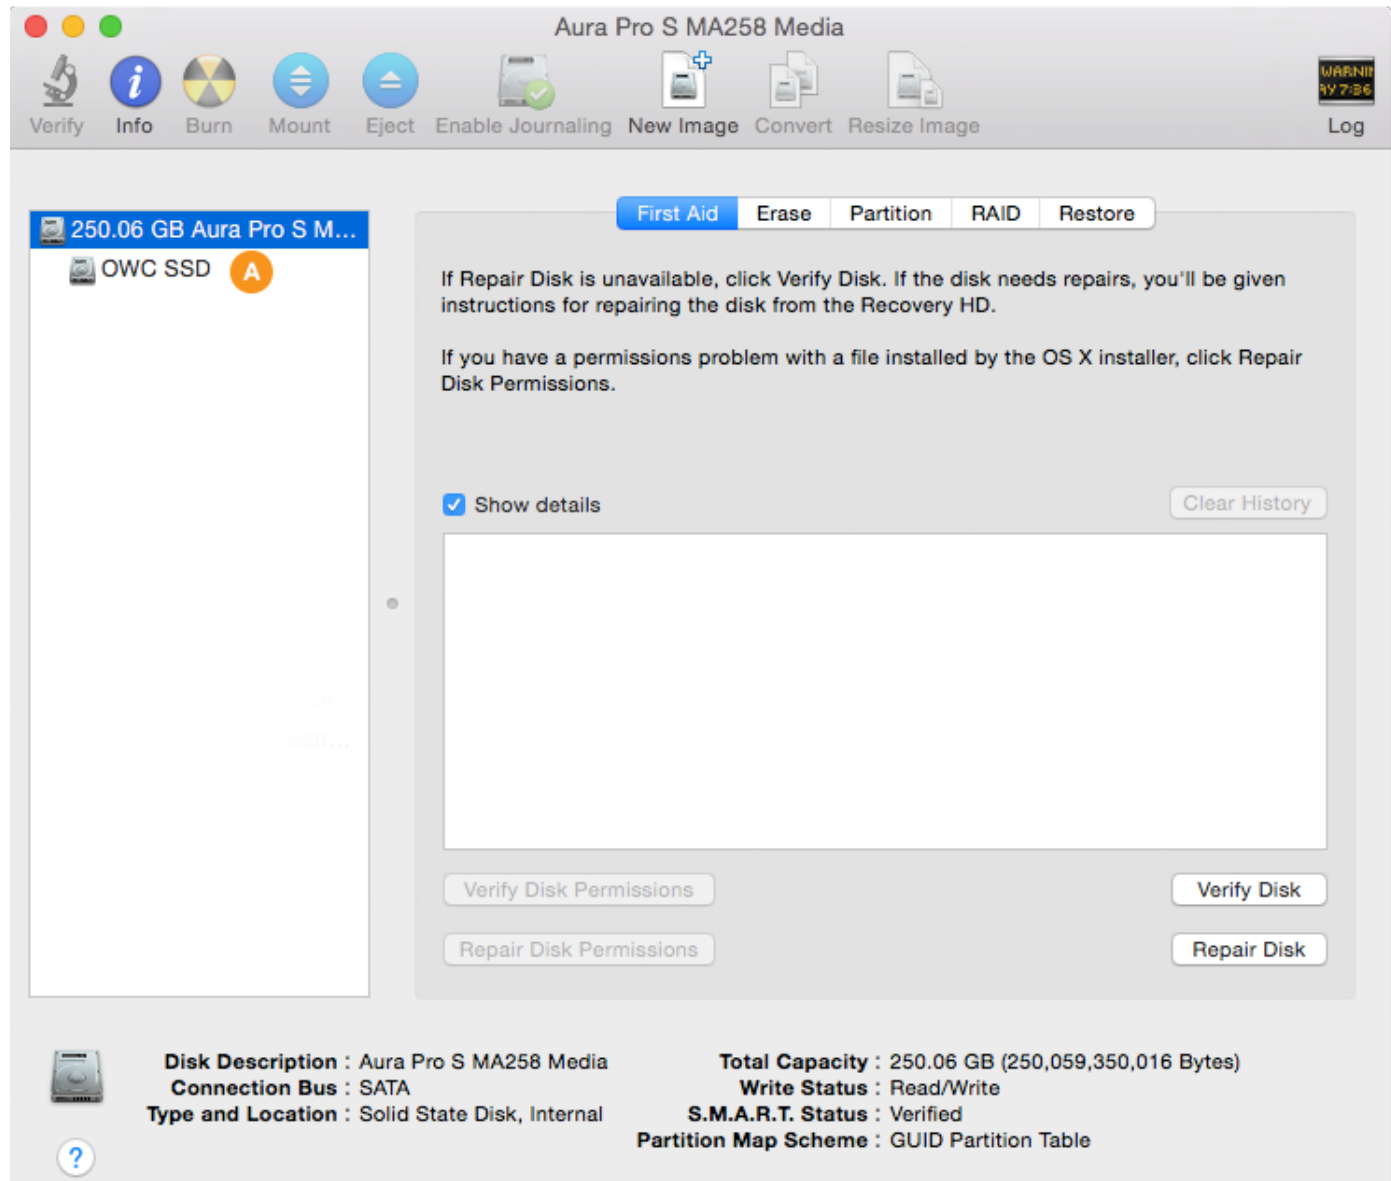 Aura Pro S MA258 Media
WARNIN
AY 7:36
Verify Info Burn Mount Eject Enable Journaling New Image Convert Resize Image Log
First Aid Erase Partition RAID Restore
250.06 GB Aura Pro S M...
OWC SSD A
If Repair Disk is unavailable, click Verify Disk. If the disk needs repairs, you'll be given
instructions for repairing the disk from the Recovery HD.
If you have a permissions problem with a file installed by the OS X installer, click Repair
Disk Permissions.
Show details Clear History
Verify Disk Permissions Verify Disk
Repair Disk Permissions Repair Disk
Disk Description : Aura Pro S MA258 Media
Connection Bus : SATA
Type and Location : Solid State Disk, Internal
Total Capacity : 250.06 GB (250,059,350,016 Bytes)
Write Status : Read/Write
S.M.A.R.T. Status : Verified
Partition Map Scheme : GUID Partition Table
?